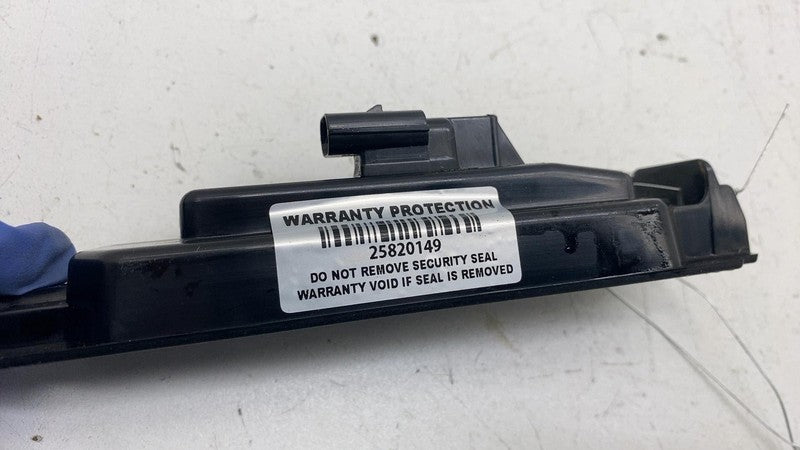 WARRANTY PROTECTION
25820149
DO NOT REMOVE SECURITY SEAL
WARRANTY VOID IF SEAL IS REMOVED